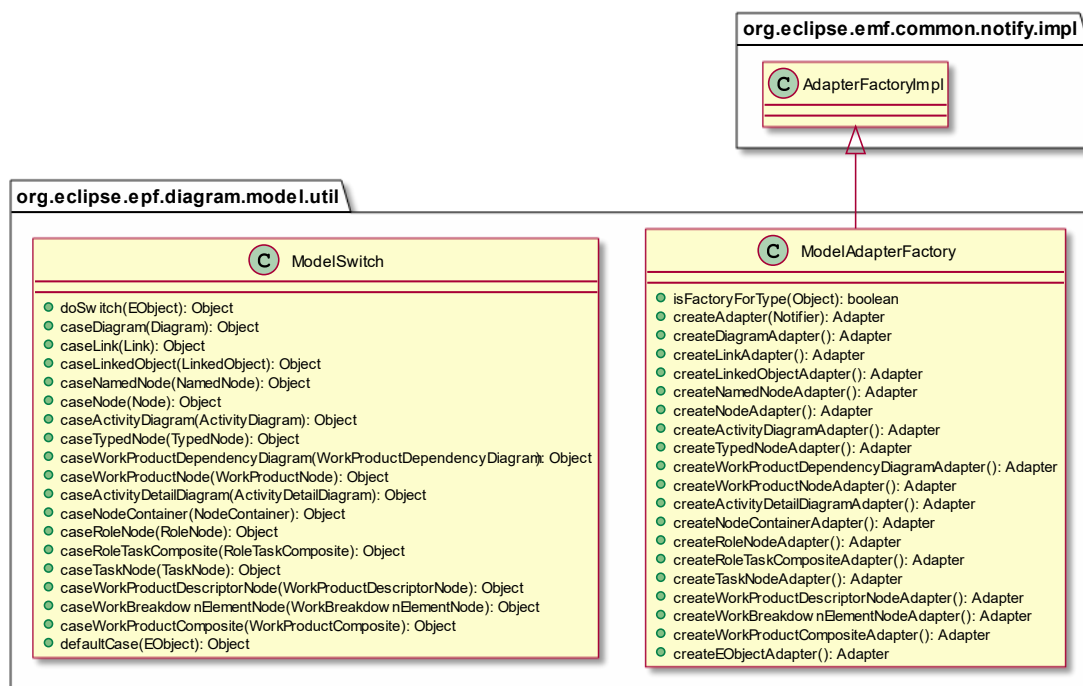 org.eclipse.emf.common.notify.impl
C AdapterFactoryImpl
org.eclipse.epf.diagram.model.util
C ModelSwitch
doSwitch(EObject): Object
caseDiagram(Diagram): Object
caseLink(Link): Object
caseLinkedObject(LinkedObject): Object
caseNamedNode(NamedNode): Object
caseNode(Node): Object
caseActivityDiagram(ActivityDiagram): Object
caseTypedNode(TypedNode): Object
caseWorkProductDependencyDiagram(WorkProductDependencyDiagram): Object
caseWorkProductNode(WorkProductNode): Object
caseActivityDetailDiagram(ActivityDetailDiagram): Object
caseNodeContainer(NodeContainer): Object
caseRoleNode(RoleNode): Object
caseRoleTaskComposite(RoleTaskComposite): Object
caseTaskNode(TaskNode): Object
caseWorkProductDescriptorNode(WorkProductDescriptorNode): Object
caseWorkBreakdownElementNode(WorkBreakdownElementNode): Object
caseWorkProductComposite(WorkProductComposite): Object
defaultCase(EObject): Object
C ModelAdapterFactory
isFactoryForType(Object): boolean
createAdapter(Notifier): Adapter
createDiagramAdapter(): Adapter
createLinkAdapter(): Adapter
createLinkedObjectAdapter(): Adapter
createNamedNodeAdapter(): Adapter
createNodeAdapter(): Adapter
createActivityDiagramAdapter(): Adapter
createTypedNodeAdapter(): Adapter
createWorkProductDependencyDiagramAdapter(): Adapter
createWorkProductNodeAdapter(): Adapter
createActivityDetailDiagramAdapter(): Adapter
createNodeContainerAdapter(): Adapter
createRoleNodeAdapter(): Adapter
createRoleTaskCompositeAdapter(): Adapter
createTaskNodeAdapter(): Adapter
createWorkProductDescriptorNodeAdapter(): Adapter
createWorkBreakdownElementNodeAdapter(): Adapter
createWorkProductCompositeAdapter(): Adapter
createEObjectAdapter(): Adapter